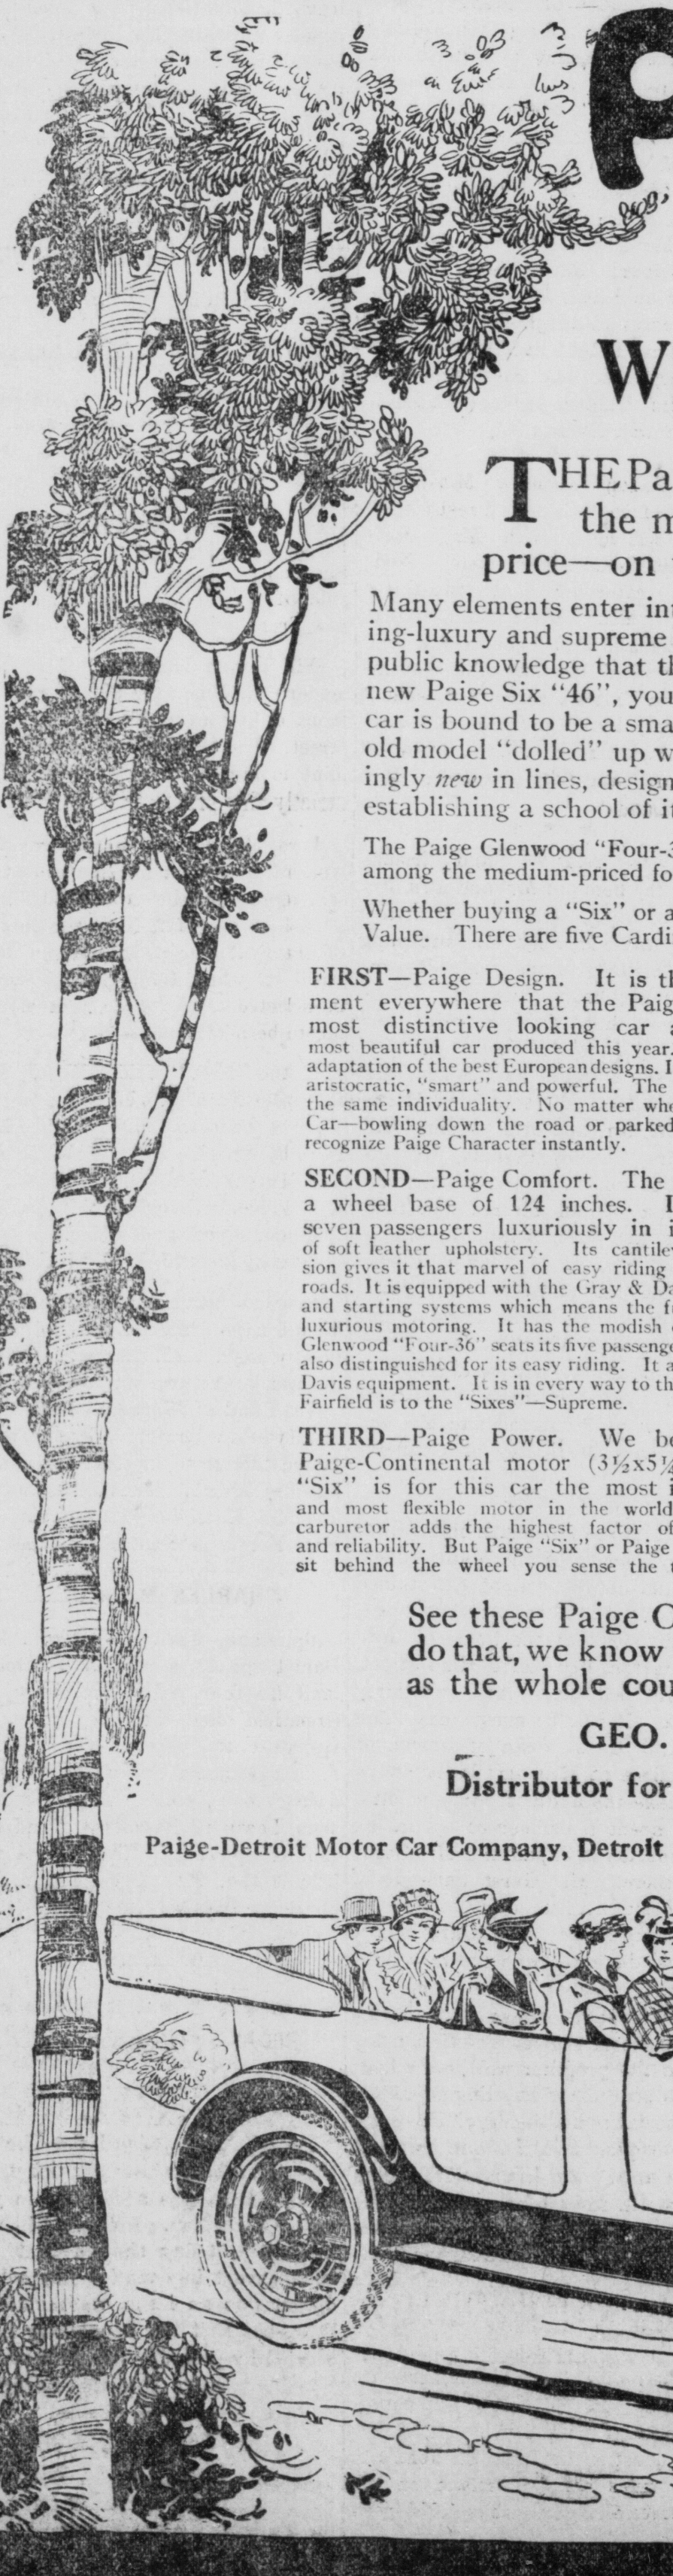 P
W
THE Pa
the m
price—on
Many elements enter in
ing-luxury and supreme
public knowledge that th
new Paige Six "46", you
car is bound to be a sma
old model "dolled" up w
ingly new in lines, design
establishing a school of i
The Paige Glenwood "Four-3
among the medium-priced fo
Whether buying a "Six" or a
Value. There are five Cardi
FIRST—Paige Design. It is th
ment everywhere that the Paig
most distinctive looking car a
most beautiful car produced this year.
adaptation of the best European designs. I
aristocratic, "smart" and powerful. The
the same individuality. No matter whe
Car—bowling down the road or parked
recognize Paige Character instantly.
SECOND—Paige Comfort. The
a wheel base of 124 inches. I
seven passengers luxuriously in i
of soft leather upholstery. Its cantile
sion gives it that marvel of easy riding
roads. It is equipped with the Gray & Da
and starting systems which means the f
luxurious motoring. It has the modish
Glenwood "Four-36" seats its five passenge
also distinguished for its easy riding. It a
Davis equipment. It is in every way to th
Fairfield is to the "Sixes"—Supreme.
THIRD—Paige Power. We be
Paige-Continental motor (3½x5¼
"Six" is for this car the most i
and most flexible motor in the world
carburetor adds the highest factor of
and reliability. But Paige "Six" or Paige
sit behind the wheel you sense the t
See these Paige C
do that, we know
as the whole cou
GEO.
Distributor for
Paige-Detroit Motor Car Company, Detroit